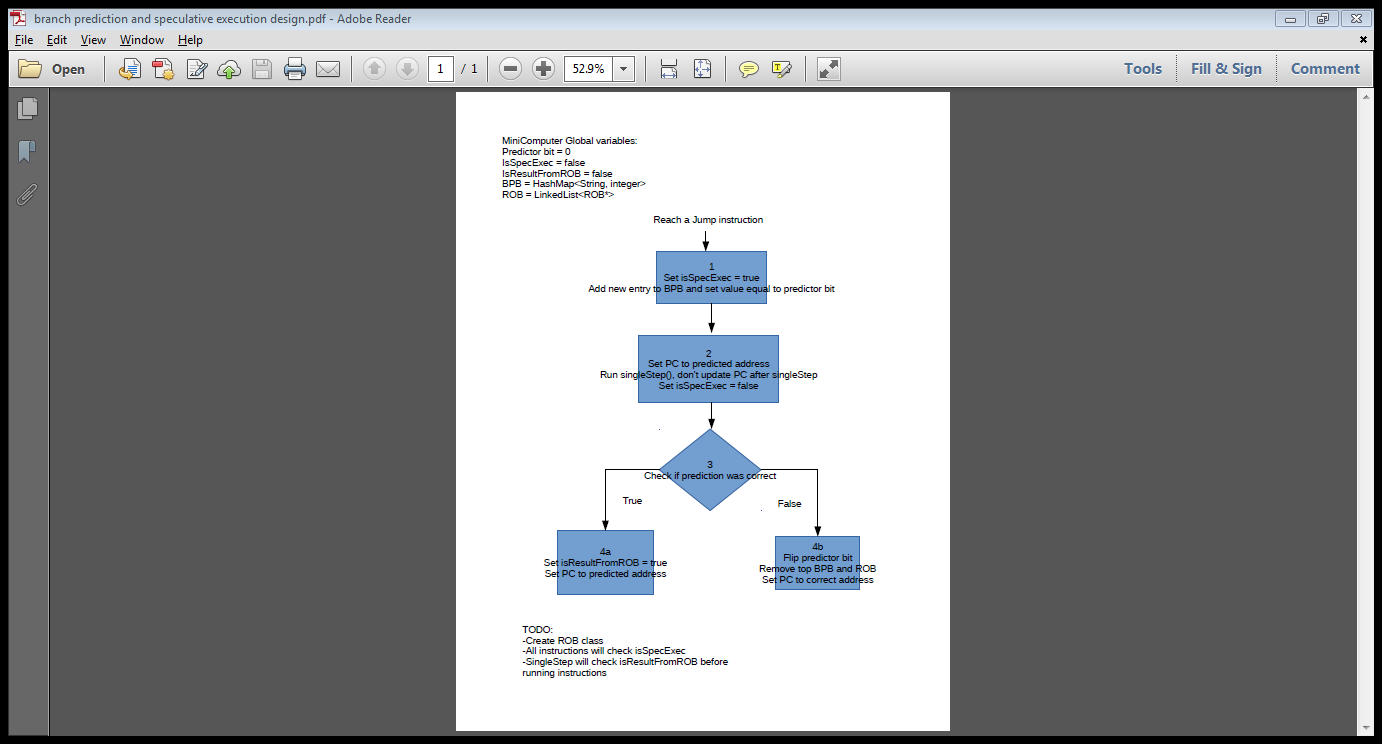 branch prediction and speculative execution design.pdf - Adobe Reader
File Edit View Window Help
Open 1 / 1 52.9% Tools Fill & Sign Comment
MiniComputer Global variables:
Predictor bit = 0
IsSpecExec = false
IsResultFromROB = false
BPB = HashMap<String, integer>
ROB = LinkedList<ROB*>
Reach a Jump instruction
1
Set isSpecExec = true
Add new entry to BPB and set value equal to predictor bit
2
Set PC to predicted address
Run singleStep(), don't update PC after singleStep
Set isSpecExec = false
3
Check if prediction was correct
True
False
4a
Set isResultFromROB = true
Set PC to predicted address
4b
Flip predictor bit
Remove top BPB and ROB
Set PC to correct address
TODO:
-Create ROB class
-All instructions will check isSpecExec
-SingleStep will check isResultFromROB before
running instructions